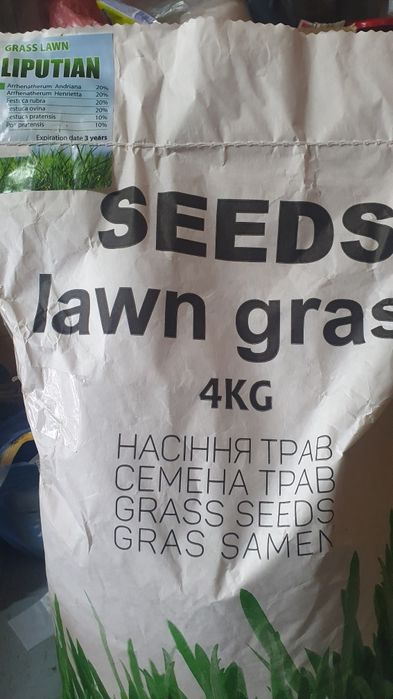 GRASS LAWN
LIPUTIAN
Arrhenatherum Andriana 20%
Arrhenatherum Henrietta 20%
Festuca rubra 20%
Festuca ovina 20%
Festuca pratensis 10%
Poa pratensis 10%
Expiration date 3 years
SEEDS
lawn gras
4KG
НАСІННЯ ТРАВ
СЕМЕНА ТРАВ
GRASS SEEDS
GRAS SAMEN